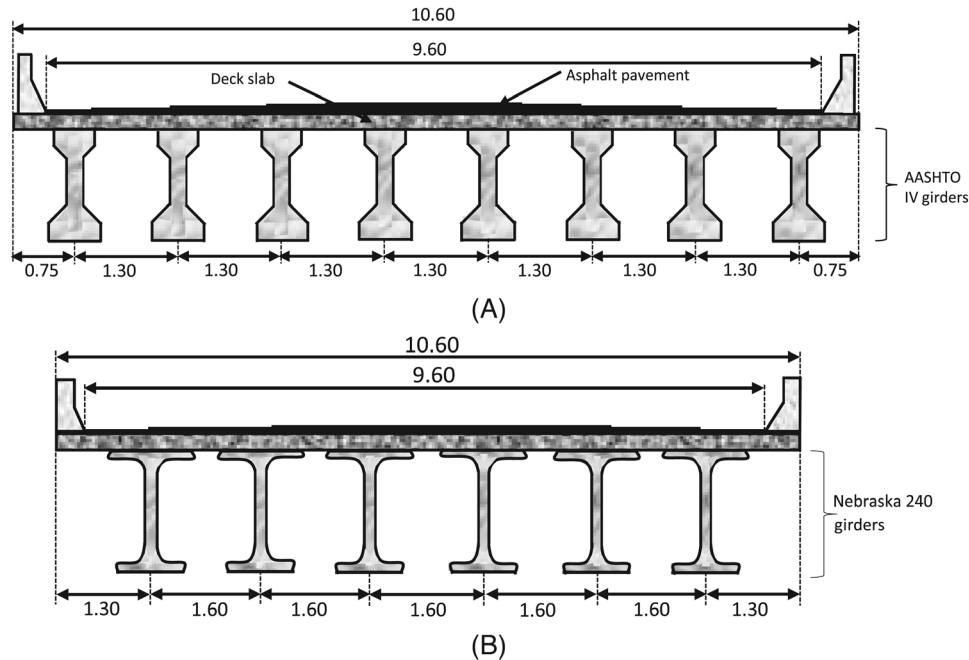 10.60
9.60
Deck slab
Asphalt pavement
AASHTO
IV girders
0.75 1.30 1.30 1.30 1.30 1.30 1.30 1.30 0.75
(A)
10.60
9.60
Nebraska 240
girders
1.30 1.60 1.60 1.60 1.60 1.60 1.30
(B)